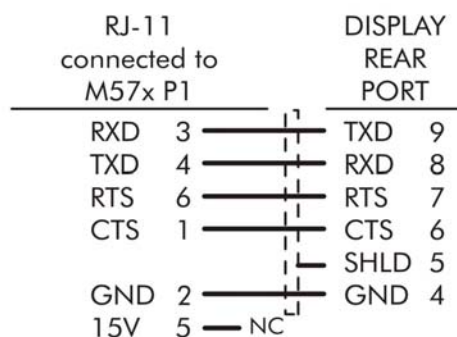 RJ-11 DISPLAY
connected to REAR
M57x P1 PORT
RXD 3 TXD 9
TXD 4 RXD 8
RTS 6 RTS 7
CTS 1 CTS 6
SHLD 5
GND 2 GND 4
15V 5 NC